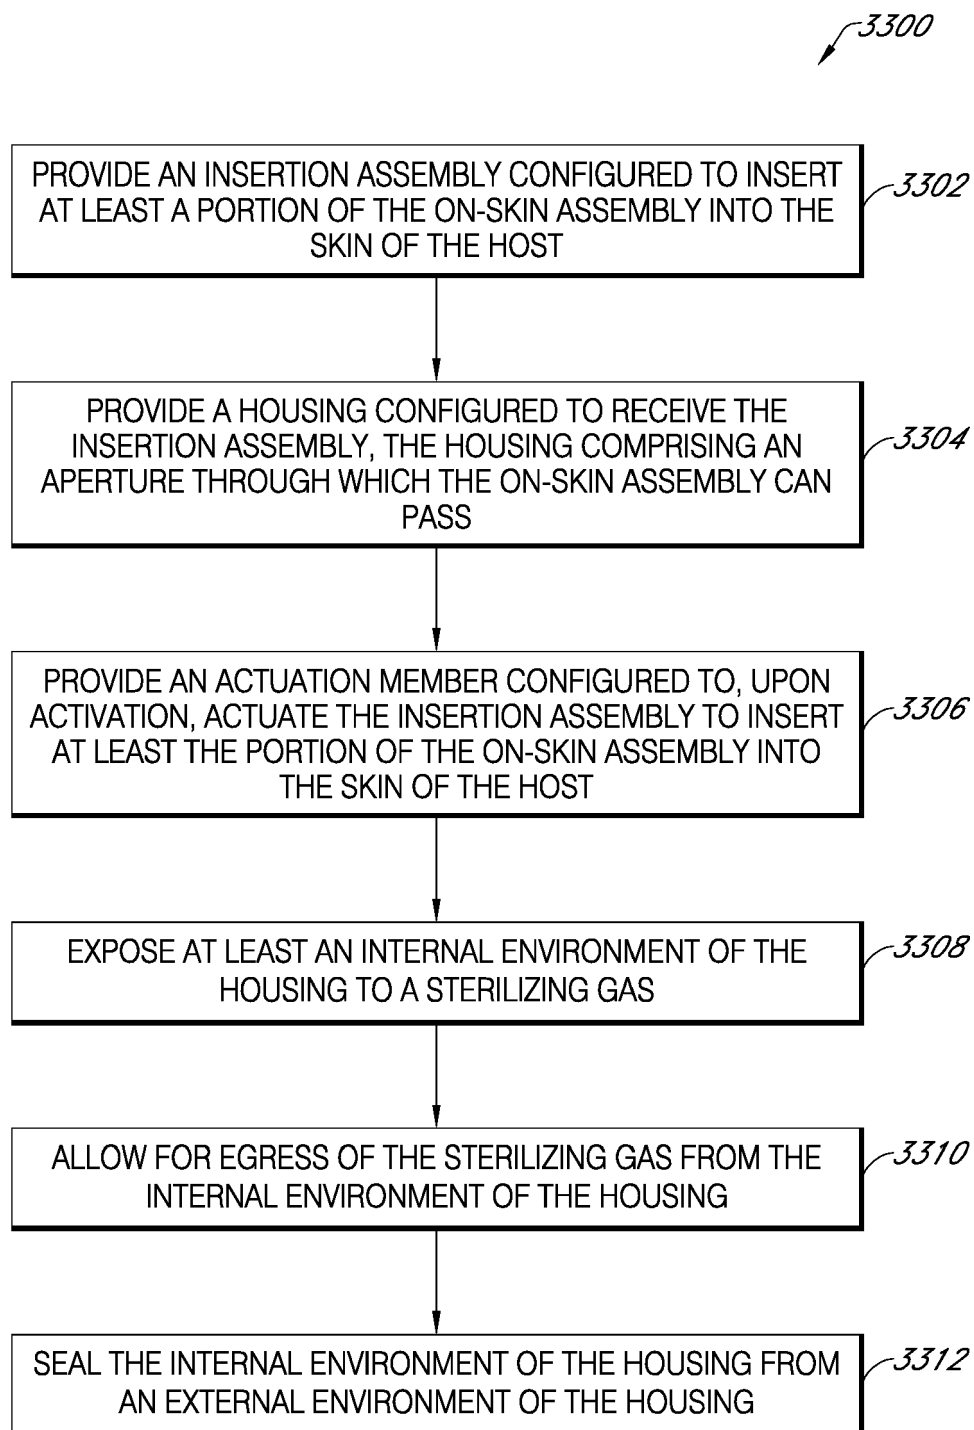 3300
PROVIDE AN INSERTION ASSEMBLY CONFIGURED TO INSERT
AT LEAST A PORTION OF THE ON-SKIN ASSEMBLY INTO THE
SKIN OF THE HOST
3302
PROVIDE A HOUSING CONFIGURED TO RECEIVE THE
INSERTION ASSEMBLY, THE HOUSING COMPRISING AN
APERTURE THROUGH WHICH THE ON-SKIN ASSEMBLY CAN
PASS
3304
PROVIDE AN ACTUATION MEMBER CONFIGURED TO, UPON
ACTIVATION, ACTUATE THE INSERTION ASSEMBLY TO INSERT
AT LEAST THE PORTION OF THE ON-SKIN ASSEMBLY INTO
THE SKIN OF THE HOST
3306
EXPOSE AT LEAST AN INTERNAL ENVIRONMENT OF THE
HOUSING TO A STERILIZING GAS
3308
ALLOW FOR EGRESS OF THE STERILIZING GAS FROM THE
INTERNAL ENVIRONMENT OF THE HOUSING
3310
SEAL THE INTERNAL ENVIRONMENT OF THE HOUSING FROM
AN EXTERNAL ENVIRONMENT OF THE HOUSING
3312